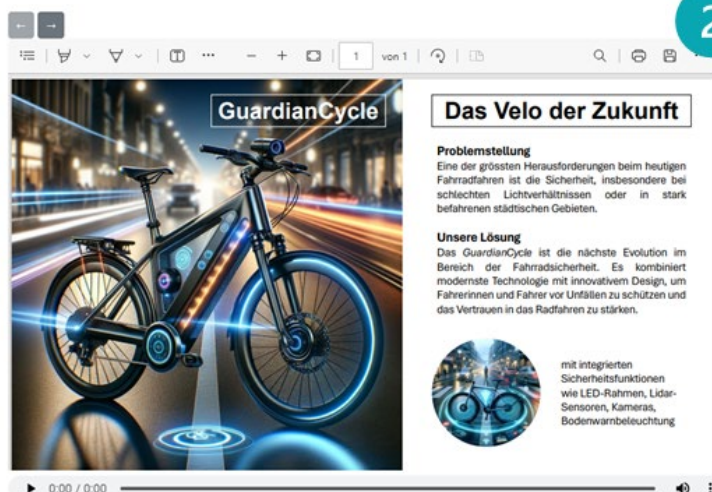 2
1 von 1
GuardianCycle
Das Velo der Zukunft
Problemstellung
Eine der grössten Herausforderungen beim heutigen
Fahrradfahren ist die Sicherheit, insbesondere bei
schlechten Lichtverhältnissen oder in stark
befahrenen städtischen Gebieten.
Unsere Lösung
Das GuardianCycle ist die nächste Evolution im
Bereich der Fahrradsicherheit. Es kombiniert
modernste Technologie mit innovativem Design, um
Fahrerinnen und Fahrer vor Unfällen zu schützen und
das Vertrauen in das Radfahren zu stärken.
mit integrierten
Sicherheitsfunktionen
wie LED-Rahmen, Lidar-
Sensoren, Kameras,
Bodenwarnbeleuchtung
0:00 / 0:00